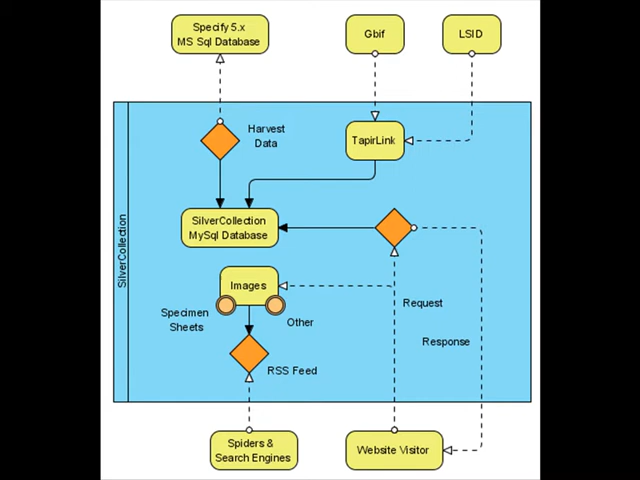 Specify 5.x
MS Sql Database
Gbif
LSID
Harvest
Data
TapirLink
SilverCollection
SilverCollection
MySql Database
Images
Specimen
Sheets
Other
Request
Response
RSS Feed
Spiders &
Search Engines
Website Visitor